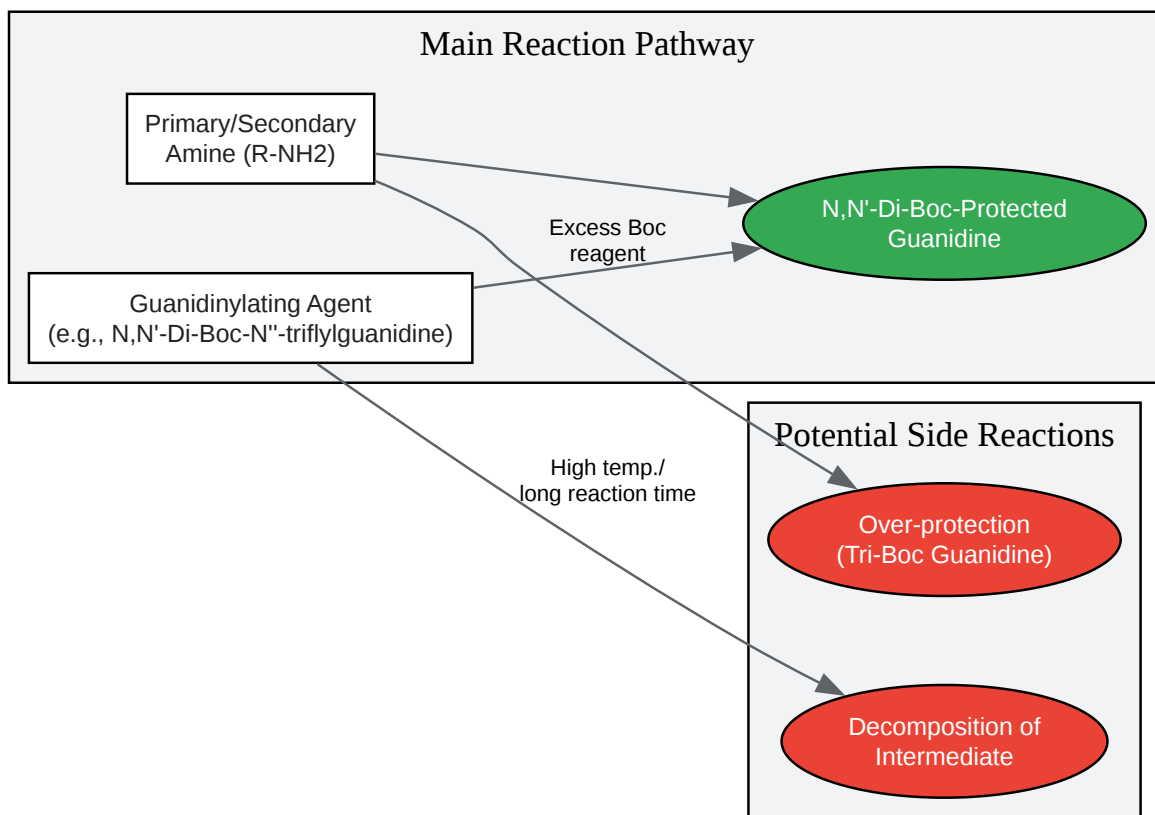 Main Reaction Pathway
Primary/Secondary
Amine (R-NH2)
N,N'-Di-Boc-Protected
Guanidine
Excess Boc
reagent
Guanidinylating Agent
(e.g., N,N'-Di-Boc-N''-triflylguanidine)
Potential Side Reactions
High temp./
long reaction time
Over-protection
(Tri-Boc Guanidine)
Decomposition of
Intermediate